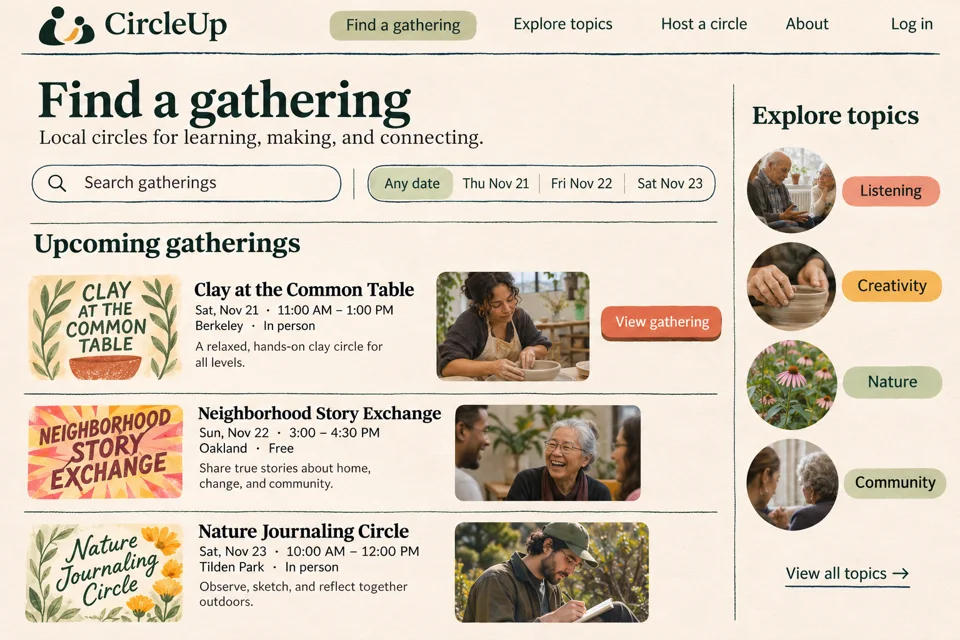 CircleUp
Find a gathering
Explore topics
Host a circle
About
Log in
Find a gathering
Local circles for learning, making, and connecting.
Search gatherings
Any date
Thu Nov 21
Fri Nov 22
Sat Nov 23
Upcoming gatherings
CLAY
AT THE
COMMON
TABLE
Clay at the Common Table
Sat, Nov 21 · 11:00 AM – 1:00 PM
Berkeley · In person
A relaxed, hands-on clay circle for
all levels.
View gathering
NEIGHBORHOOD
STORY
EXCHANGE
Neighborhood Story Exchange
Sun, Nov 22 · 3:00 – 4:30 PM
Oakland · Free
Share true stories about home,
change, and community.
Nature
Journaling
Circle
Nature Journaling Circle
Sat, Nov 23 · 10:00 AM – 12:00 PM
Tilden Park · In person
Observe, sketch, and reflect together
outdoors.
Explore topics
Listening
Creativity
Nature
Community
View all topics →